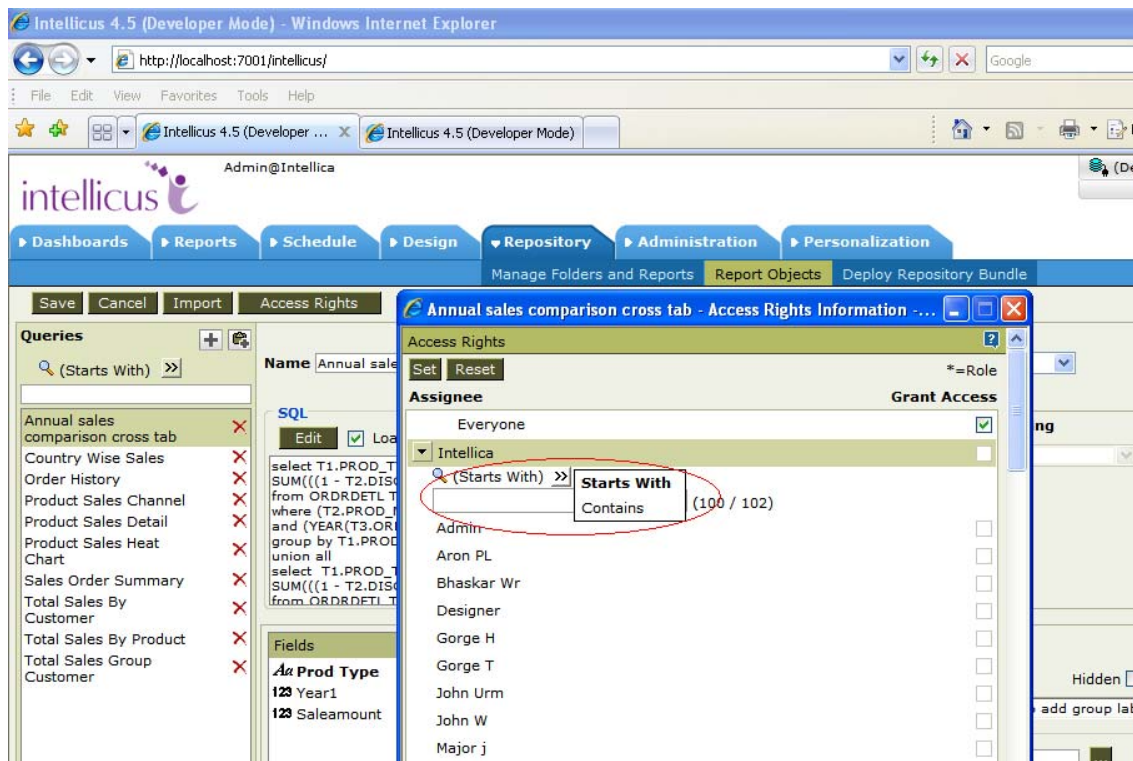 Intellicus 4.5 (Developer Mode) - Windows Internet Explorer
http://localhost:7001/intellicus/
Google
File Edit View Favorites Tools Help
Intellicus 4.5 (Developer ...
Intellicus 4.5 (Developer Mode)
intellicus
Admin@Intellica
Dashboards Reports Schedule Design Repository Administration Personalization
Manage Folders and Reports Report Objects Deploy Repository Bundle
Save Cancel Import Access Rights
Queries
(Starts With) >>
Annual sales
comparison cross tab
Country Wise Sales
Order History
Product Sales Channel
Product Sales Detail
Product Sales Heat
Chart
Sales Order Summary
Total Sales By
Customer
Total Sales By Product
Total Sales Group
Customer
Name Annual sale
SQL
Edit
select T1.PROD_T
SUM(((1 - T2.DIS
from ORDRDETL T
where (T2.PROD_
and (YEAR(T3.OR
group by T1.PROD
union all
select T1.PROD_T
SUM(((1 - T2.DIS
from ORDRDETL T
Fields
Aa Prod Type
123 Year1
123 Saleamount
Annual sales comparison cross tab - Access Rights Information -...
Access Rights
Set Reset
*=Role
Assignee Grant Access
Everyone
Intellica
(Starts With) >>
Starts With
Contains
(100 / 102)
Admin
Aron PL
Bhaskar Wr
Designer
Gorge H
Gorge T
John Urm
John W
Major j
Hidden
add group